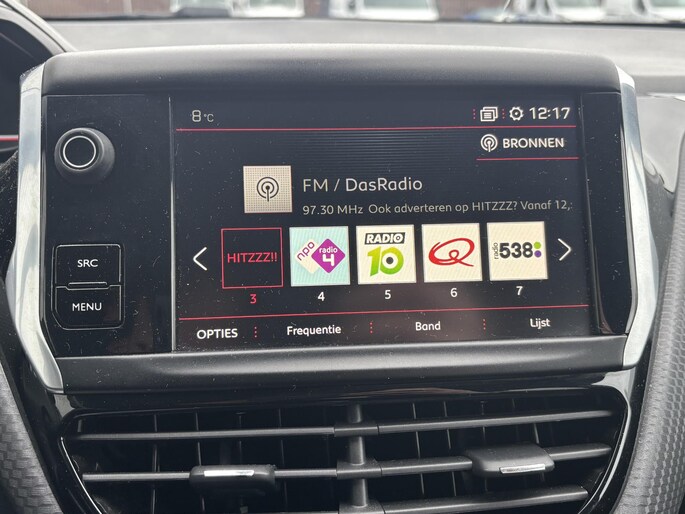 8°C
12:17
BRONNEN
FM / DasRadio
97.30 MHz Ook adverteren op HITZZZ? Vanaf 12,-
SRC
MENU
HITZZZ!!
npo radio 4
RADIO 10
Q
radio 538
3 4 5 6 7
OPTIES Frequentie Band Lijst